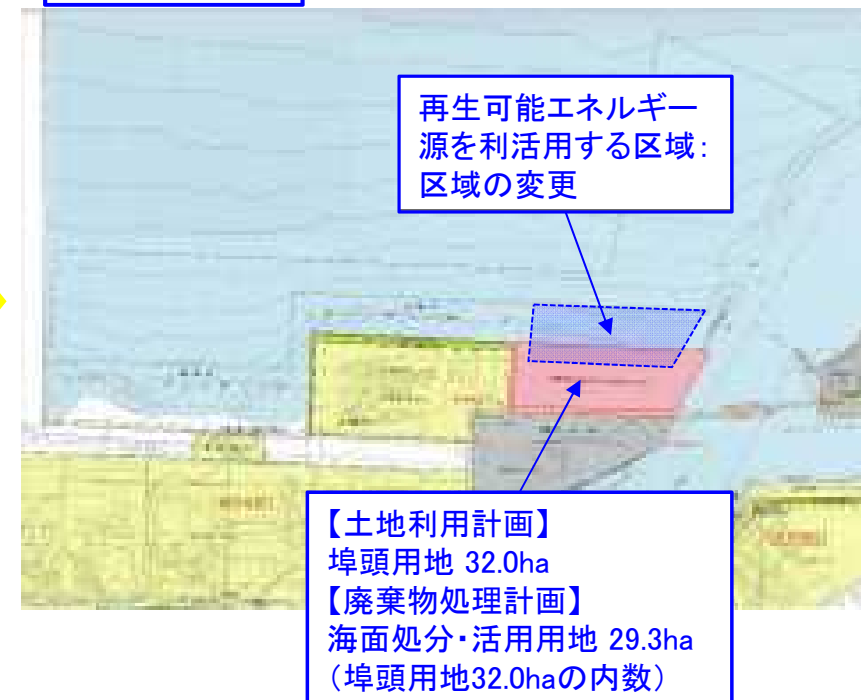 再生可能エネルギー
源を利活用する区域：
区域の変更
【土地利用計画】
埠頭用地 32.0ha
【廃棄物処理計画】
海面処分・活用用地 29.3ha
（埠頭用地32.0haの内数）